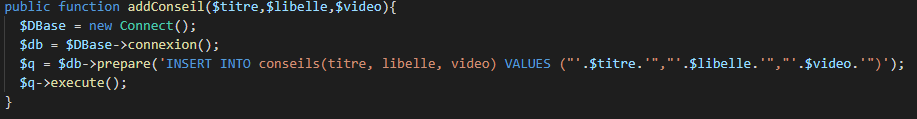 public function addConseil($titre,$libelle,$video){
$DBase = new Connect();
$db = $DBase->connexion();
$q = $db->prepare('INSERT INTO conseils(titre, libelle, video) VALUES ("'.$titre.'","'.$libelle.'","'.$video.'")');
$q->execute();
}